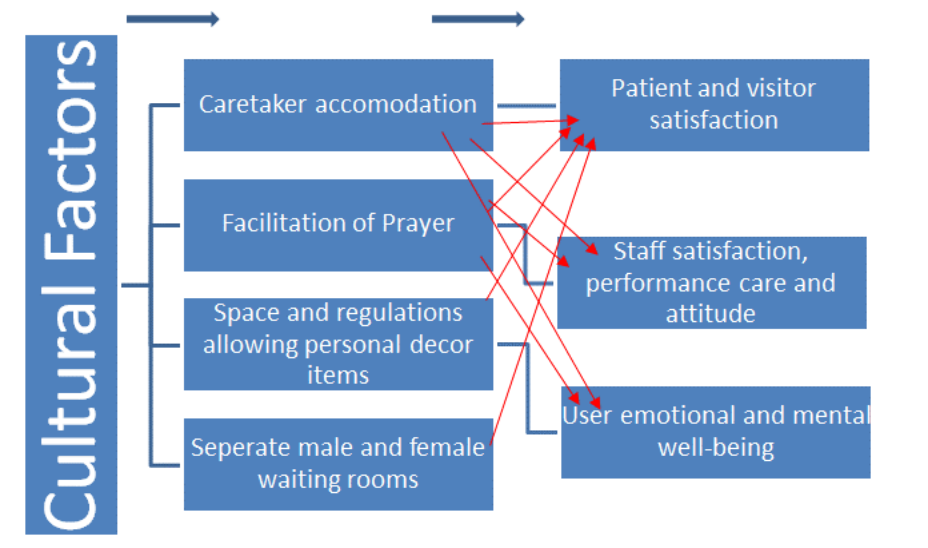 Cultural Factors
Caretaker accomodation
Facilitation of Prayer
Space and regulations
allowing personal decor
items
Seperate male and female
waiting rooms
Patient and visitor
satisfaction
Staff satisfaction,
performance care and
attitude
User emotional and mental
well-being